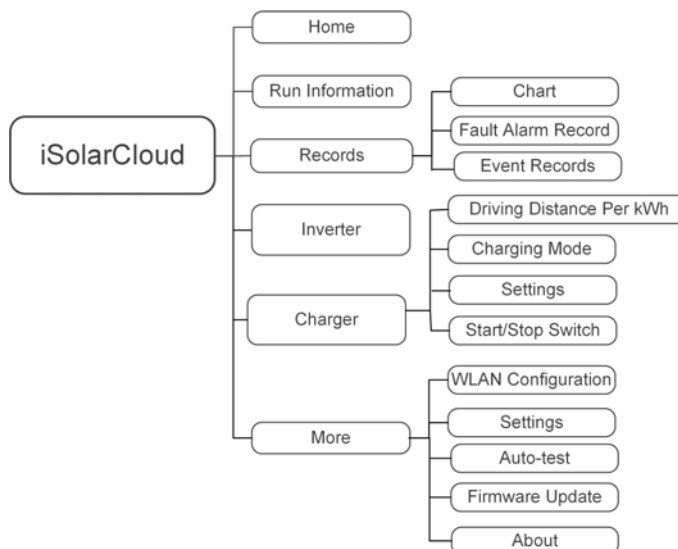 iSolarCloud
Home
Run Information
Records
Chart
Fault Alarm Record
Event Records
Inverter
Charger
Driving Distance Per kWh
Charging Mode
Settings
Start/Stop Switch
More
WLAN Configuration
Settings
Auto-test
Firmware Update
About